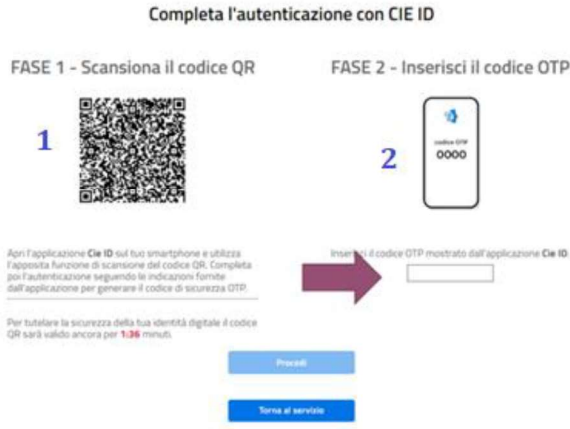 Completa l'autenticazione con CIE ID
FASE 1 - Scansiona il codice QR
1
Apri l'applicazione Cie ID sul tuo smartphone e utilizza
l'apposita funzione di scansione del codice QR. Completa
poi l'autenticazione seguendo le indicazioni fornite
dall'applicazione per generare il codice di sicurezza OTP.
Per tutelare la sicurezza della tua identità digitale il codice
QR sarà valido ancora per 1:36 minuti.
FASE 2 - Inserisci il codice OTP
2
codice OTP
0000
Inserisci il codice OTP mostrato dall'applicazione Cie ID
Procedi
Torna al servizio